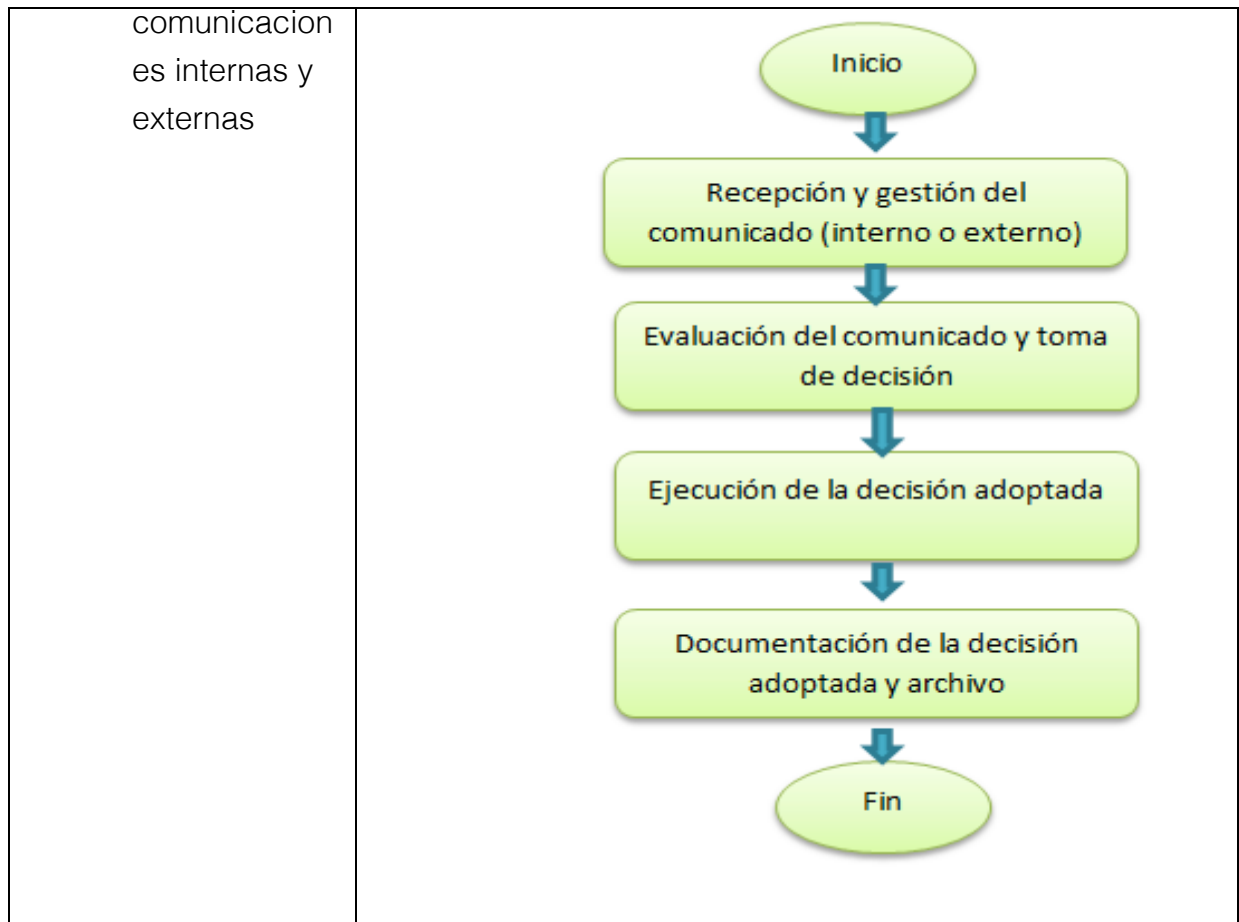 comunicacion
es internas y
externas
Inicio
Recepción y gestión del
comunicado (interno o externo)
Evaluación del comunicado y toma
de decisión
Ejecución de la decisión adoptada
Documentación de la decisión
adoptada y archivo
Fin